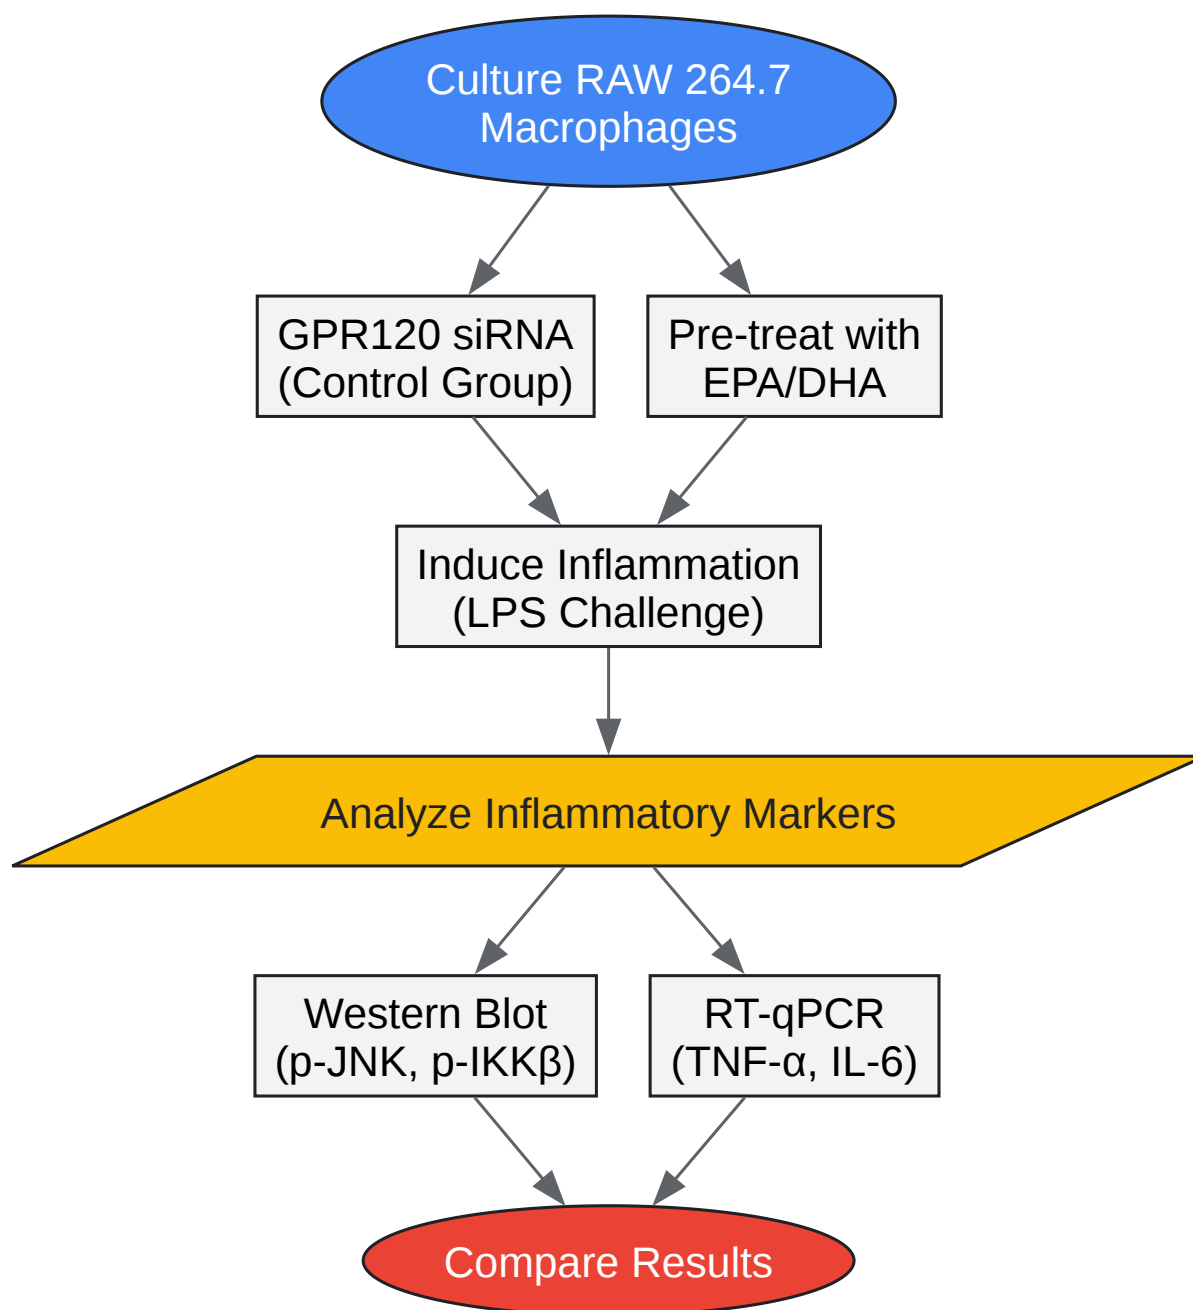 Culture RAW 264.7
Macrophages
GPR120 siRNA
(Control Group)
Pre-treat with
EPA/DHA
Induce Inflammation
(LPS Challenge)
Analyze Inflammatory Markers
Western Blot
(p-JNK, p-IKKβ)
RT-qPCR
(TNF-α, IL-6)
Compare Results